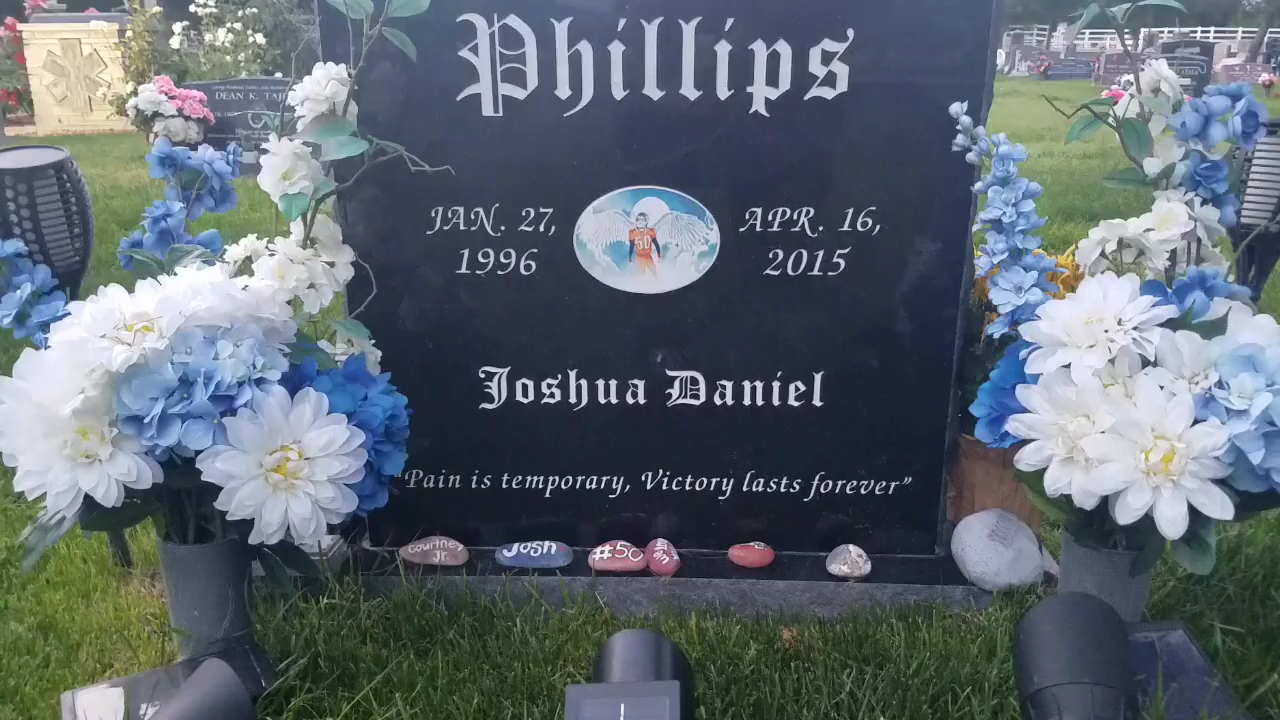 Phillips
DEAN K.
JAN. 27,
1996
50
APR. 16,
2015
Joshua Daniel
"Pain is temporary, Victory lasts forever"
courtney
Jr.
Josh
#50